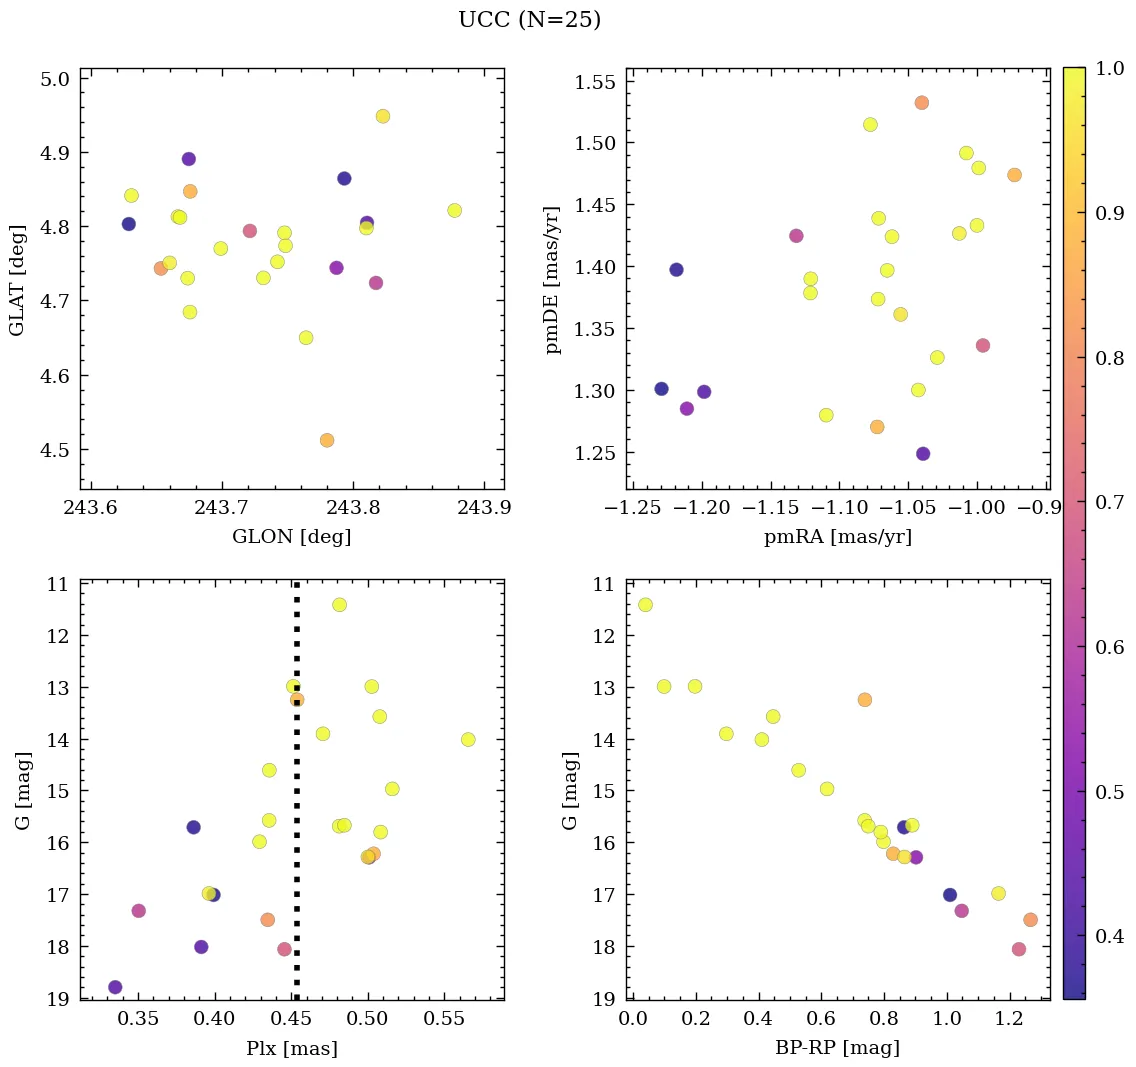 UCC (N=25)
5.0
4.9
4.8
4.7
4.6
4.5
GLAT [deg]
243.6 243.7 243.8 243.9
GLON [deg]
1.55
1.50
1.45
1.40
1.35
1.30
1.25
pmDE [mas/yr]
−1.25 −1.20 −1.15 −1.10 −1.05 −1.00 −0.9
pmRA [mas/yr]
11
12
13
14
15
16
17
18
19
G [mag]
0.35 0.40 0.45 0.50 0.55
Plx [mas]
11
12
13
14
15
16
17
18
19
G [mag]
0.0 0.2 0.4 0.6 0.8 1.0 1.2
BP-RP [mag]
1.0
0.9
0.8
0.7
0.6
0.5
0.4